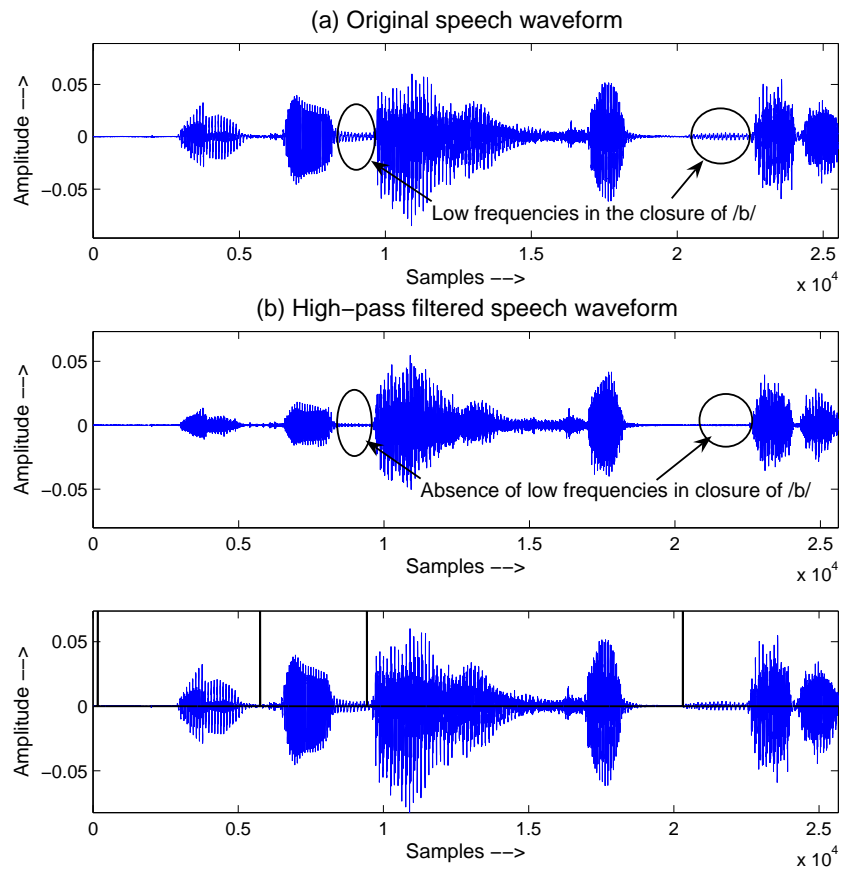 (a) Original speech waveform
Amplitude −−>
0.05
0
−0.05
Low frequencies in the closure of /b/
0 0.5 1 1.5 2 2.5
Samples −−>
x 10^4
(b) High−pass filtered speech waveform
Amplitude −−>
0.05
0
−0.05
Absence of low frequencies in closure of /b/
0 0.5 1 1.5 2 2.5
Samples −−>
x 10^4
Amplitude −−>
0.05
0
−0.05
0 0.5 1 1.5 2 2.5
Samples −−>
x 10^4